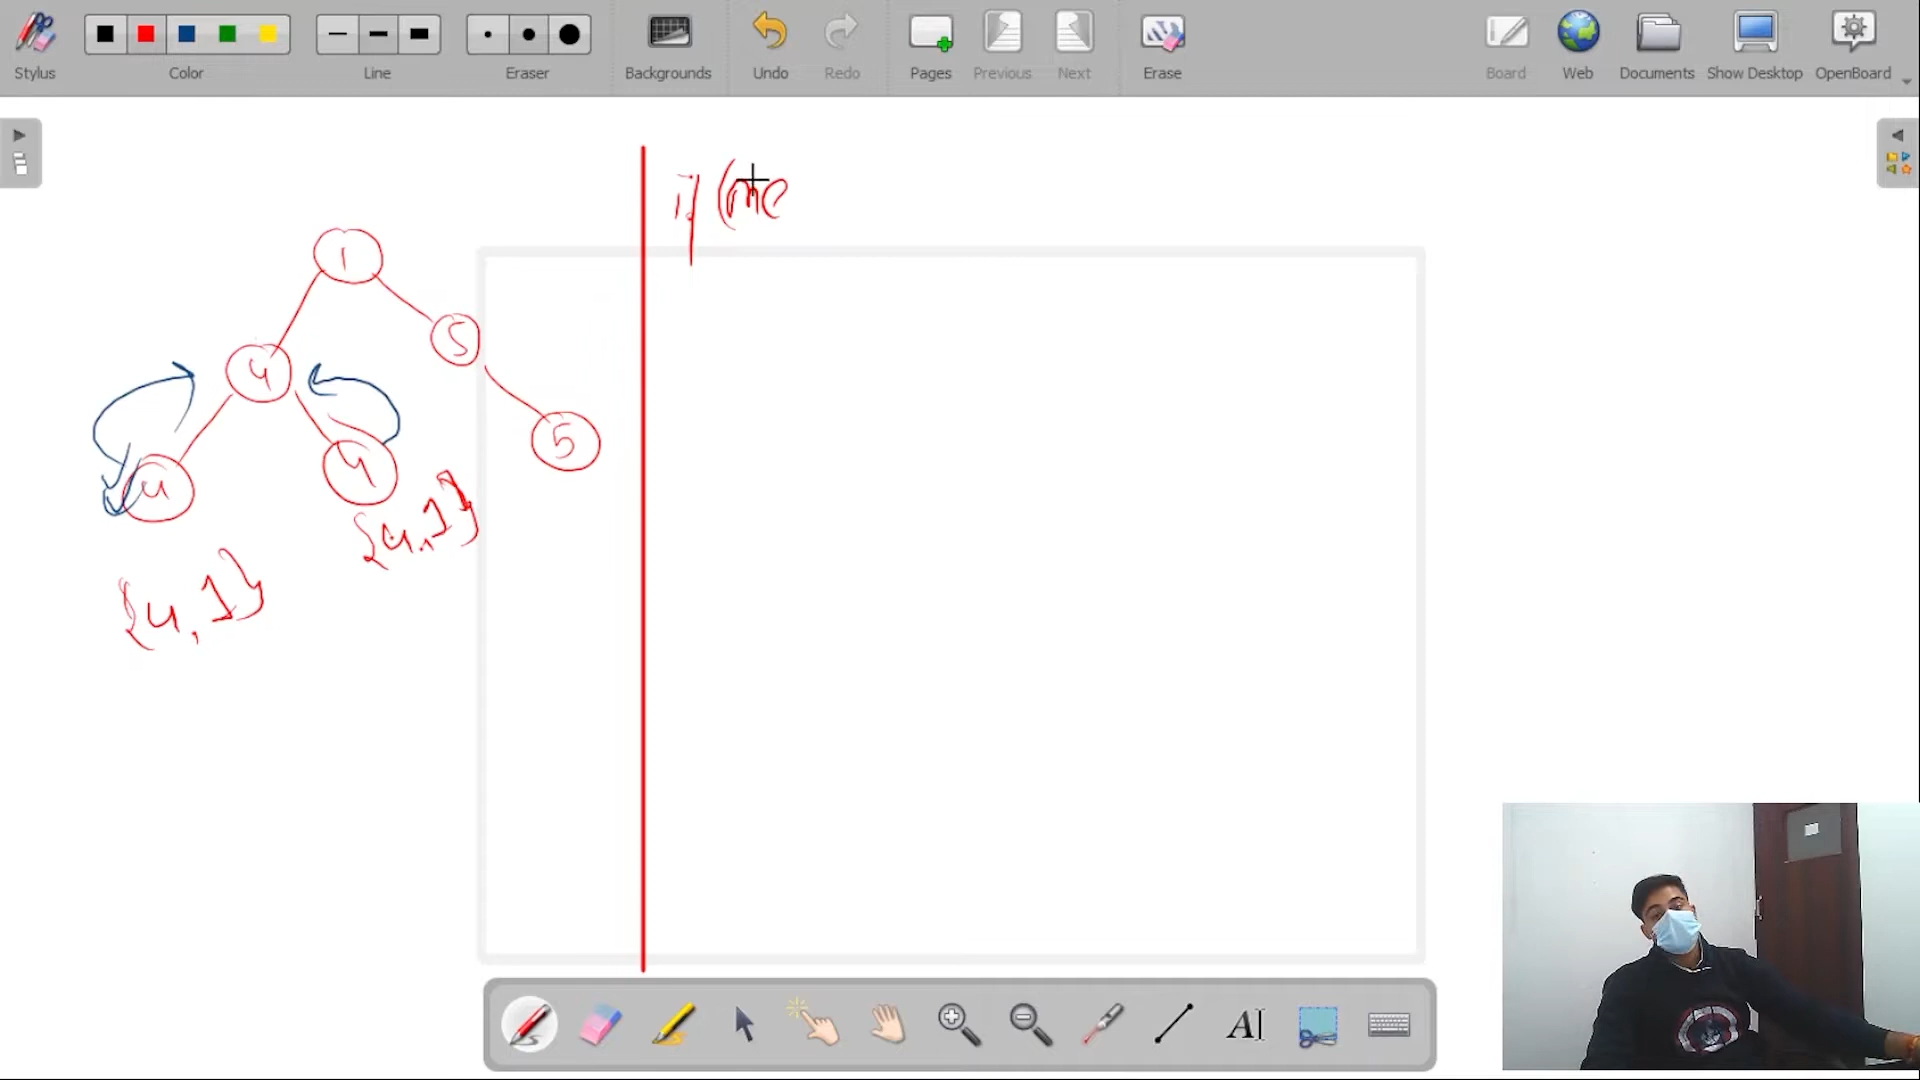 Stylus
Color
Line
Eraser
Backgrounds
Undo
Redo
Pages
Previous
Next
Erase
Board
Web
Documents
Show Desktop
OpenBoard
if (
1
5
4
5
4
4
{4,1}
{4,1}
A